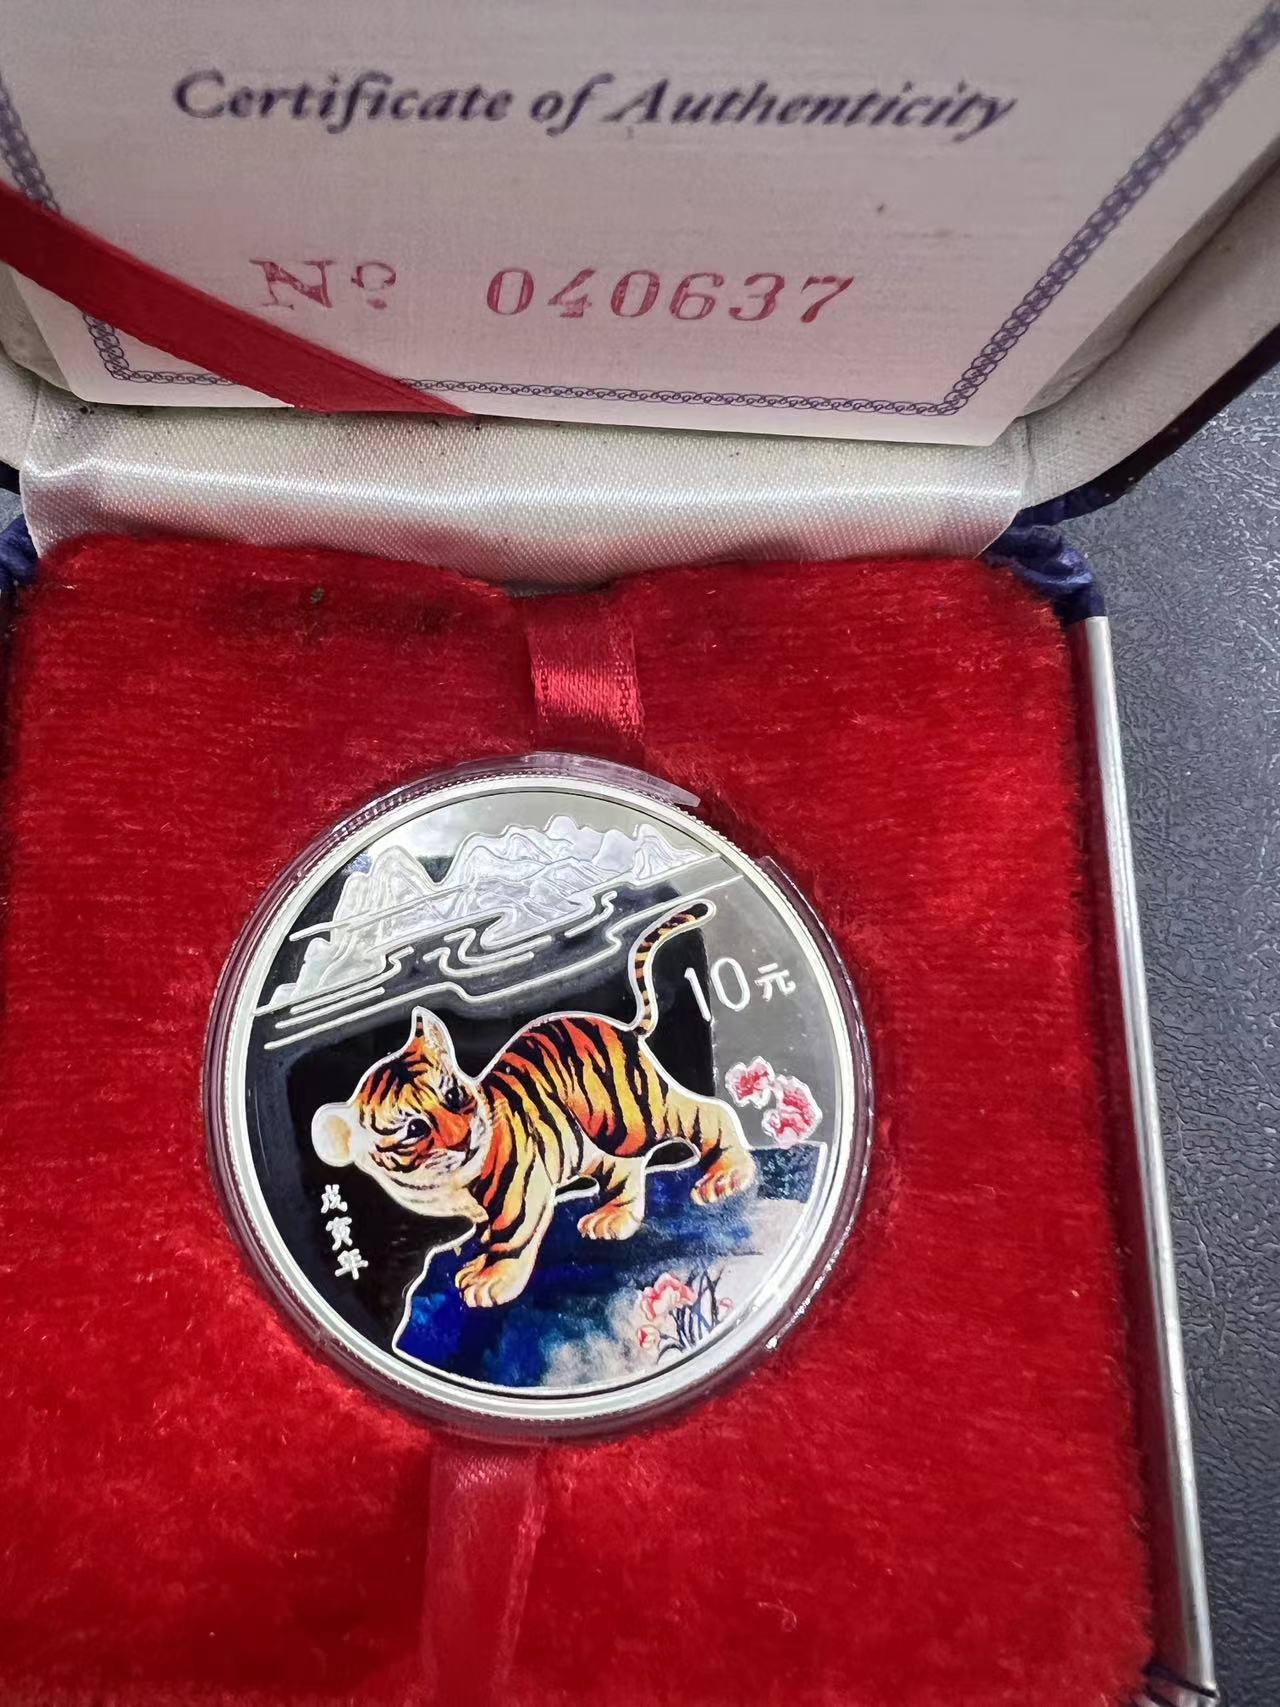 Certificate of Authenticity
No 040637
10元
戊寅年